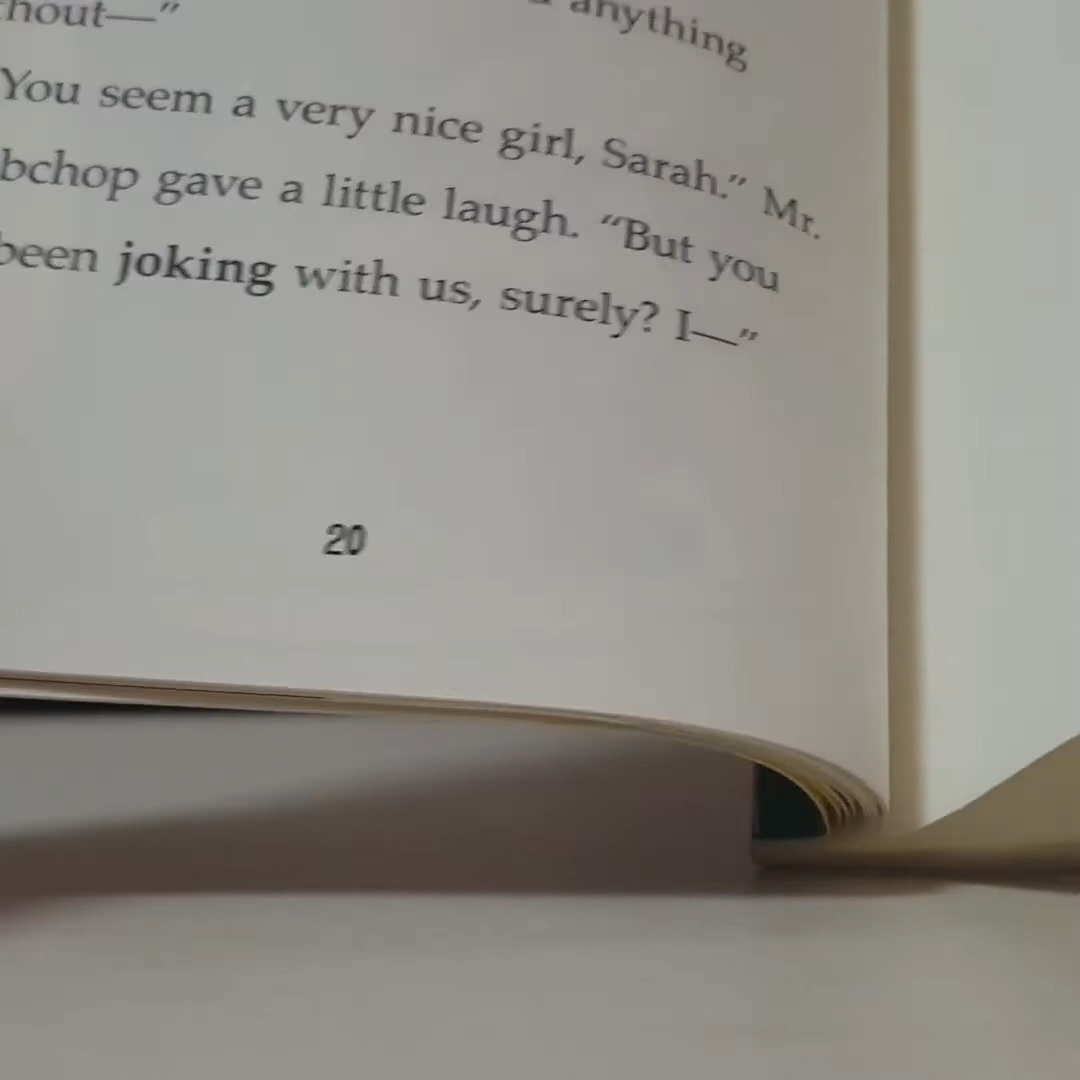 thout—” anything
You seem a very nice girl, Sarah.” Mr.
bchop gave a little laugh. “But you
been joking with us, surely? I—”
20